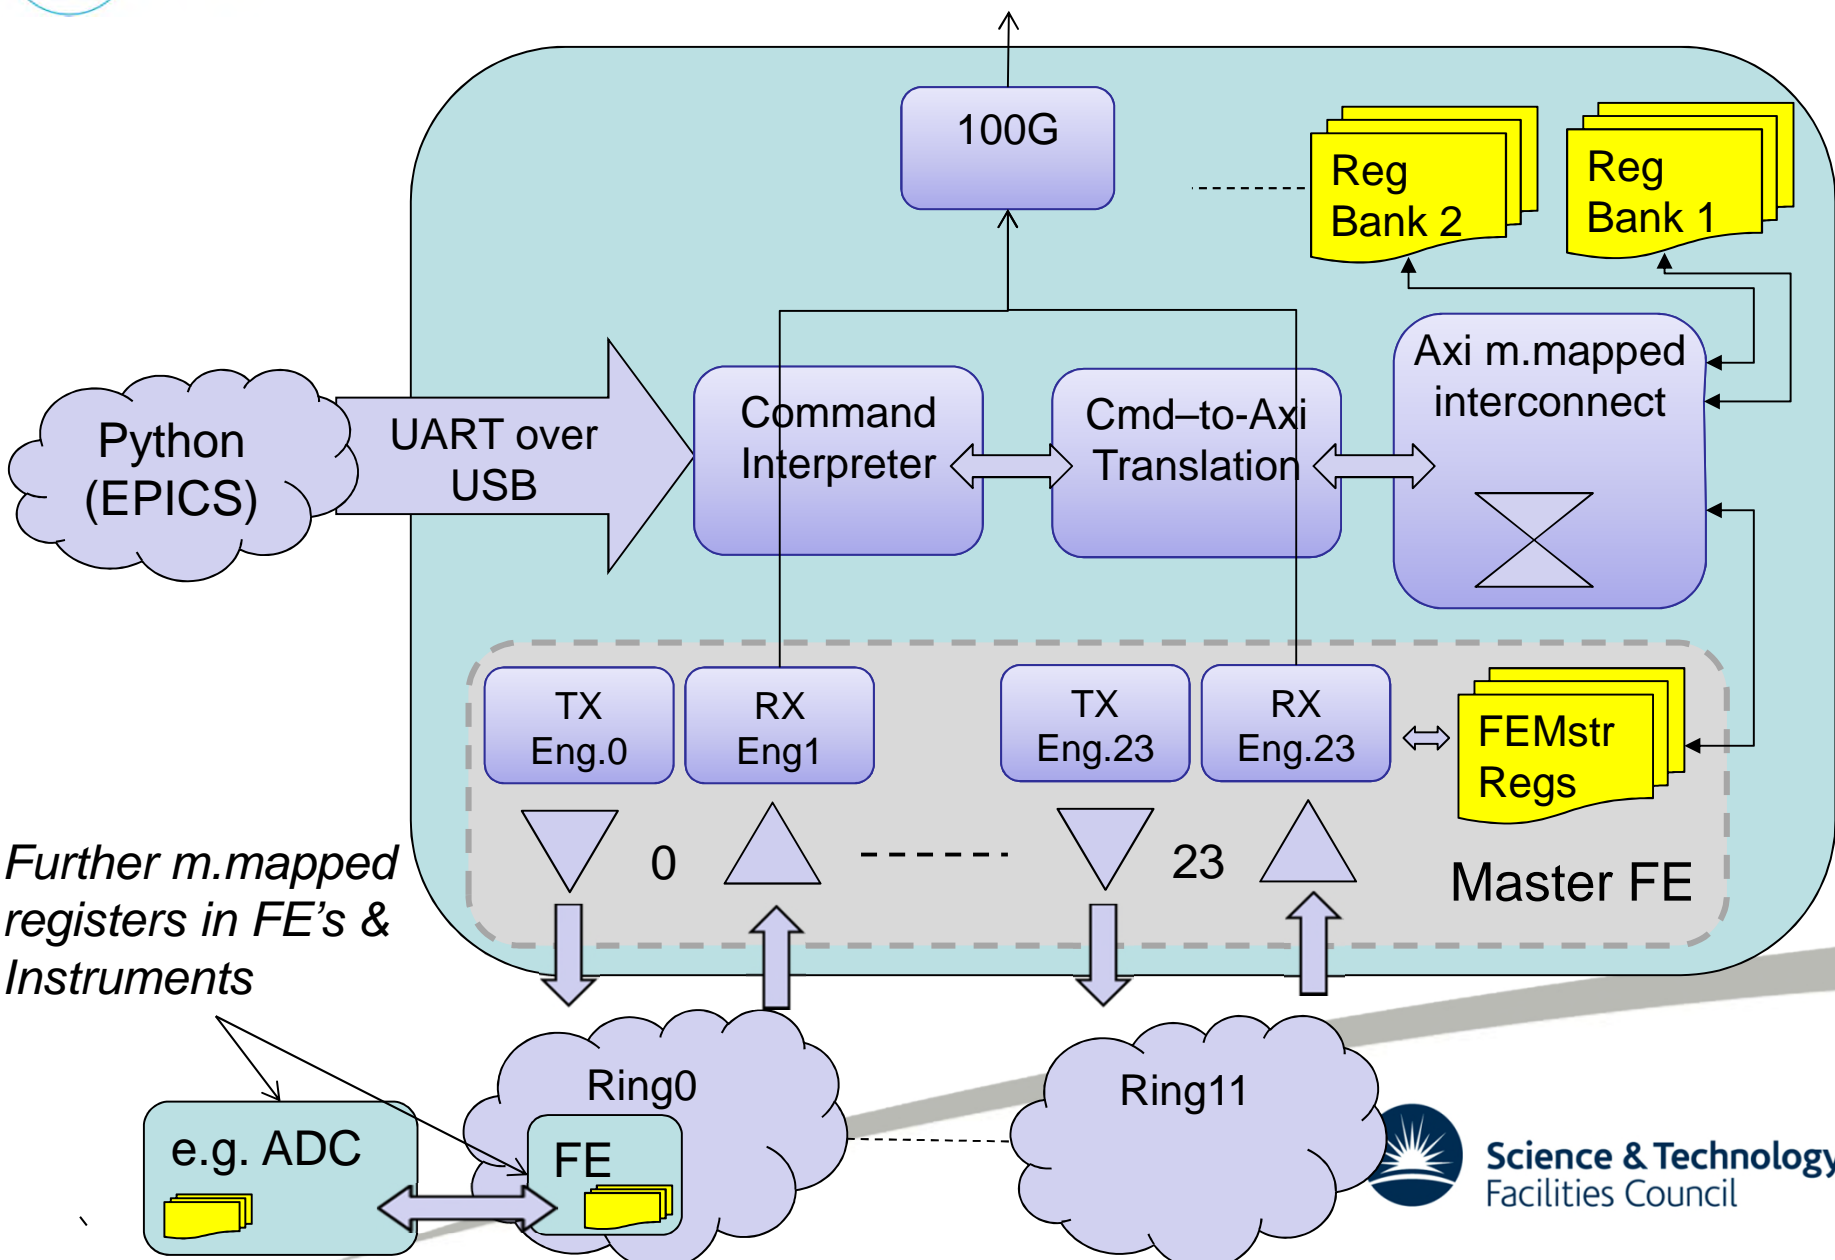 100G
Reg
Bank 2
Reg
Bank 1
Axi m.mapped
interconnect
Python
(EPICS)
UART over
USB
Command
Interpreter
Cmd–to-Axi
Translation
TX
Eng.0
RX
Eng1
TX
Eng.23
RX
Eng.23
FEMstr
Regs
0
23
Master FE
Further m.mapped
registers in FE's &
Instruments
Ring0
Ring11
e.g. ADC
FE
Science & Technology
Facilities Council